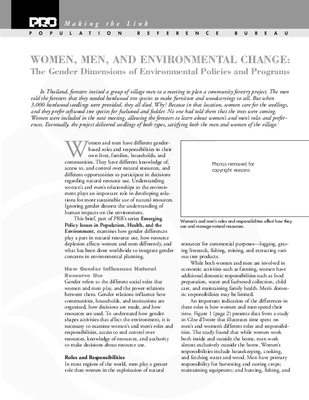 PRB Making the Link
POPULATION REFERENCE BUREAU
WOMEN, MEN, AND ENVIRONMENTAL CHANGE:
The Gender Dimensions of Environmental Policies and Programs
In Thailand, foresters invited a group of village men to a meeting to plan a community forestry project. The men
told the foresters that they needed hardwood tree species to make furniture and woodcarvings to sell. But when
3,000 hardwood seedlings were provided, they all died. Why? Because in that location, women care for the seedlings,
and they prefer softwood tree species for fuelwood and fodder. No one had told them that the trees were coming.
Women were included in the next meeting, allowing the foresters to learn about women's and men's roles and prefer-
ences. Eventually, the project delivered seedlings of both types, satisfying both the men and women of the village.¹
Women and men have different gender-
based roles and responsibilities in their
own lives, families, households, and
communities. They have different knowledge of,
access to, and control over natural resources, and
different opportunities to participate in decisions
regarding natural resource use. Understanding
women's and men's relationships to the environ-
ment plays an important role in developing solu-
tions for more sustainable use of natural resources.
Ignoring gender distorts the understanding of
human impacts on the environment.
This brief, part of PRB's series Emerging
Policy Issues in Population, Health, and the
Environment, examines how gender differences
play a part in natural resource use, how resource
depletion affects women and men differently, and
what has been done worldwide to integrate gender
concerns in environmental planning.
How Gender Influences Natural
Resource Use
Gender refers to the different social roles that
women and men play, and the power relations
between them. Gender relations influence how
communities, households, and institutions are
organized, how decisions are made, and how
resources are used. To understand how gender
shapes activities that affect the environment, it is
necessary to examine women's and men's roles and
responsibilities, access to and control over
resources, knowledge of resources, and authority
to make decisions about resource use.
Roles and Responsibilities
In most regions of the world, men play a greater
role than women in the exploitation of natural
Photos removed for
copyright reasons
Women's and men's roles and responsibilities affect how they
use and manage natural resources.
resources for commercial purposes—logging, graz-
ing livestock, fishing, mining, and extracting vari-
ous tree products.
While both women and men are involved in
economic activities such as farming, women have
additional domestic responsibilities such as food
preparation, water and fuelwood collection, child
care, and maintaining family health. Men's domes-
tic responsibilities may be limited.
An important indication of the differences in
these roles is how women and men spend their
time. Figure 1 (page 2) presents data from a study
in Côte d'Ivoire that illustrates time spent on
men's and women's different roles and responsibil-
ities. The study found that while women work
both inside and outside the home, men work
almost exclusively outside the home. Women's
responsibilities include housekeeping, cooking,
and fetching water and wood. Men have primary
responsibility for harvesting and storing crops;
maintaining equipment; and hunting, fishing, and